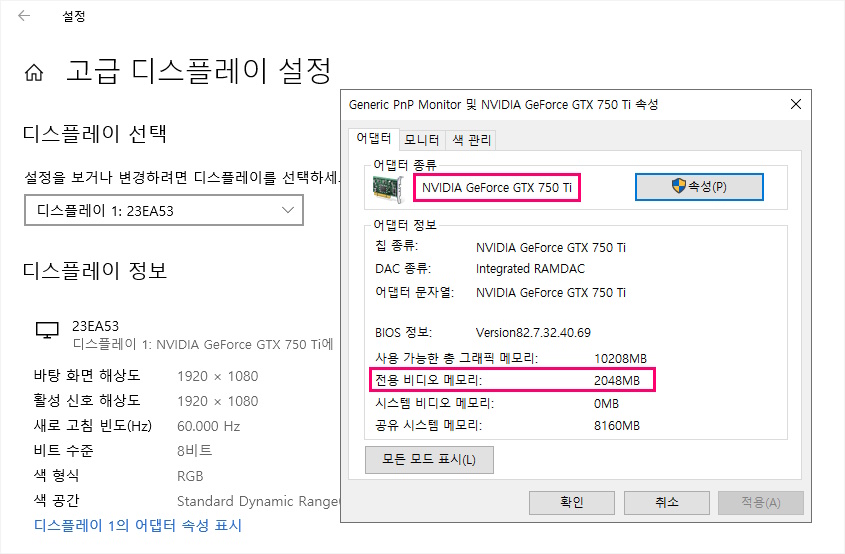 설정
고급 디스플레이 설정
디스플레이 선택
설정을 보거나 변경하려면 디스플레이를 선택하세.
디스플레이 1: 23EA53
디스플레이 정보
23EA53
디스플레이 1: NVIDIA GeForce GTX 750 Ti에
바탕 화면 해상도 1920 × 1080
활성 신호 해상도 1920 × 1080
새로 고침 빈도(Hz) 60.000 Hz
비트 수준 8비트
색 형식 RGB
색 공간 Standard Dynamic Range
디스플레이 1의 어댑터 속성 표시
Generic PnP Monitor 및 NVIDIA GeForce GTX 750 Ti 속성
어댑터 모니터 색 관리
어댑터 종류
NVIDIA GeForce GTX 750 Ti 속성(P)
어댑터 정보
칩 종류: NVIDIA GeForce GTX 750 Ti
DAC 종류: Integrated RAMDAC
어댑터 문자열: NVIDIA GeForce GTX 750 Ti
BIOS 정보: Version82.7.32.40.69
사용 가능한 총 그래픽 메모리: 10208MB
전용 비디오 메모리: 2048MB
시스템 비디오 메모리: 0MB
공유 시스템 메모리: 8160MB
모든 모드 표시(L)
확인 취소 적용(A)